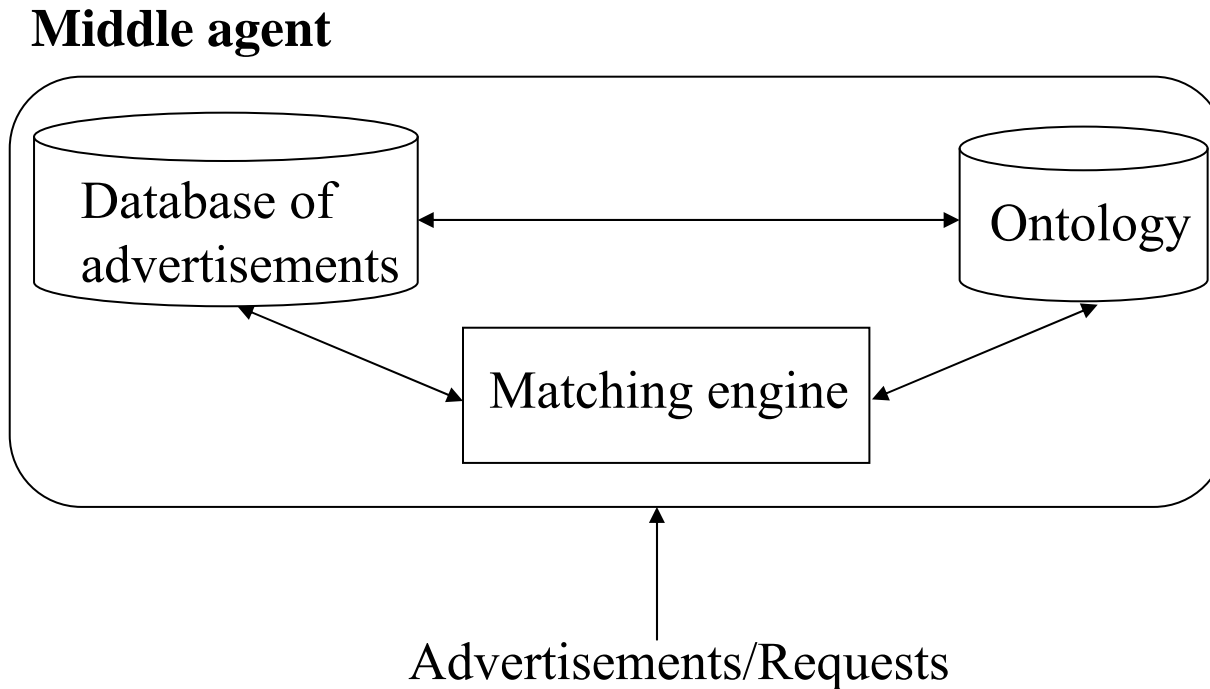 Middle agent
Database of
advertisements
Ontology
Matching engine
Advertisements/Requests